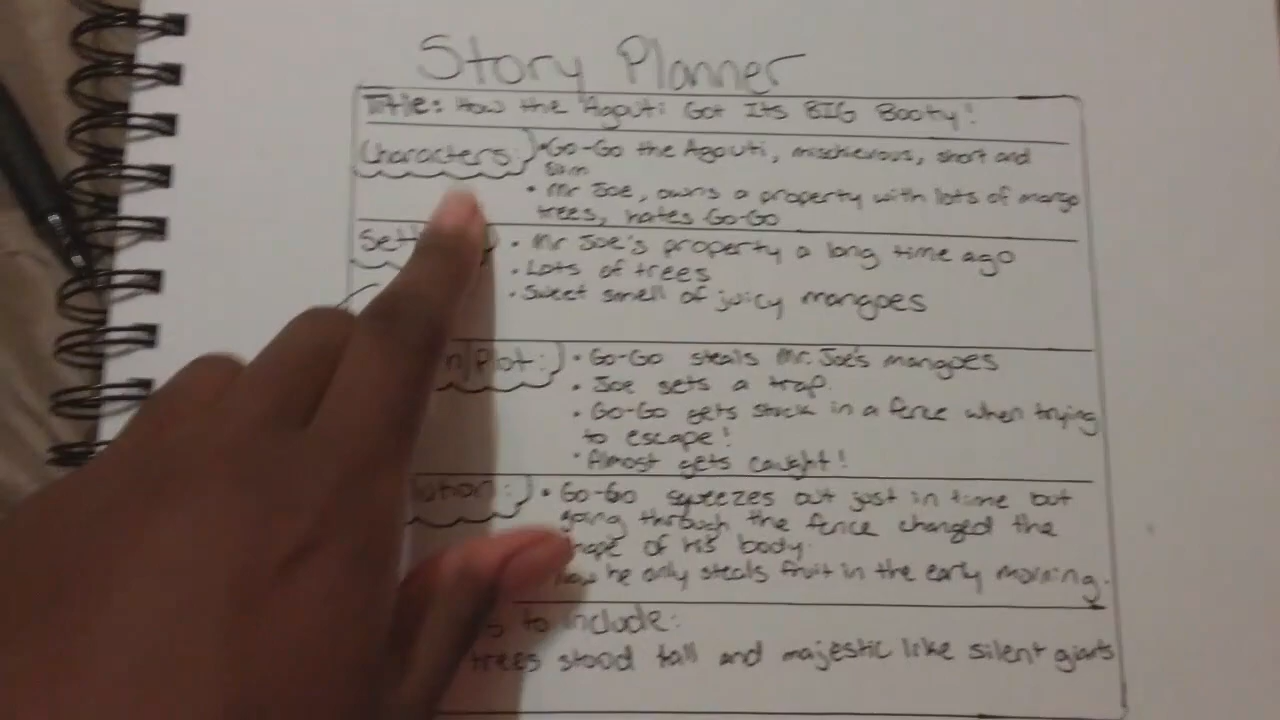 Story Planner
Title: How the Agouti Got Its BIG Booty!
Characters: • Go-Go the Agouti, mischievous, short and
slim
• Mr Joe, owns a property with lots of mango
trees, hates Go-Go
Sett • Mr Joe's property a long time ago
• Lots of trees
• Sweet smell of juicy mangoes
n/Plot: • Go-Go steals Mr. Joe's mangoes
• Joe sets a trap.
• Go-Go gets stuck in a fence when trying
to escape!
• Almost gets caught!
lution: • Go-Go squeezes out just in time but
going through the fence changed the
shape of his body.
Now he only steals fruit in the early morning.
s to include:
trees stood tall and majestic like silent giants